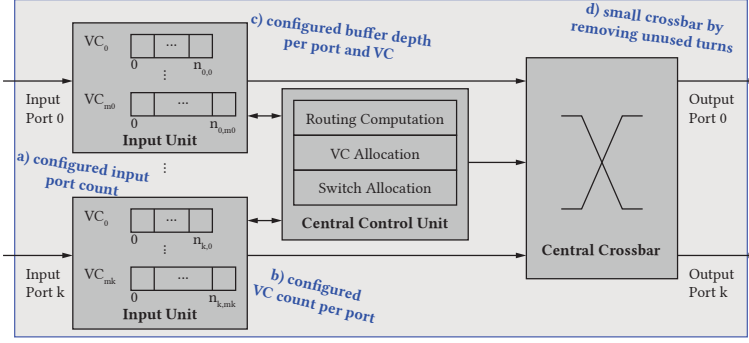 VC0
...
0
n0,0
⋮
VCm0
...
0
n0,m0
Input Unit
c) configured buffer depth
per port and VC
d) small crossbar by
removing unused turns
Input
Port 0
Output
Port 0
Routing Computation
VC Allocation
Switch Allocation
Central Control Unit
Central Crossbar
⋮
a) configured input
port count
VC0
...
0
nk,0
⋮
VCmk
...
0
nk,mk
Input Unit
Input
Port k
b) configured
VC count per port
Output
Port k